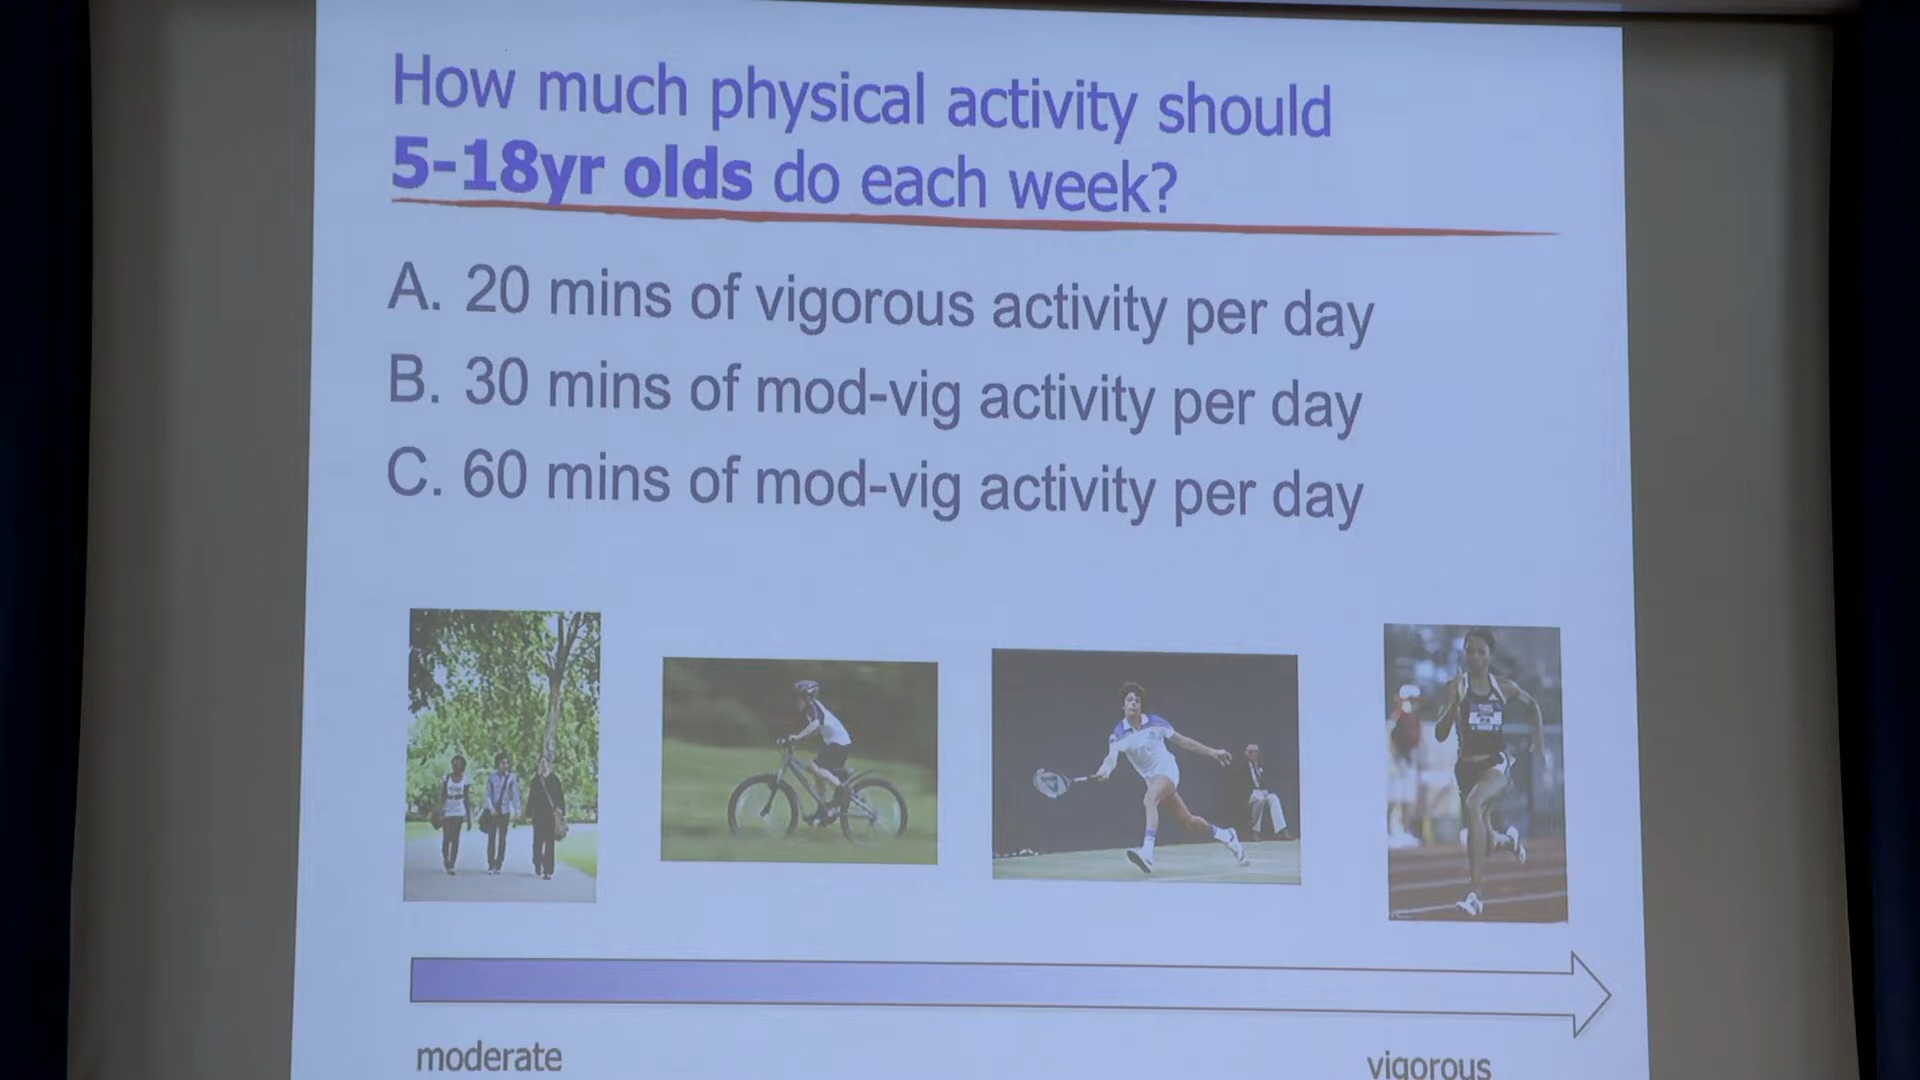 How much physical activity should
5-18yr olds do each week?
A. 20 mins of vigorous activity per day
B. 30 mins of mod-vig activity per day
C. 60 mins of mod-vig activity per day
moderate
vigorous